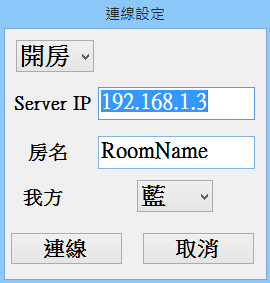 連線設定
開房
Server IP 192.168.1.3
房名 RoomName
我方 藍
連線 取消